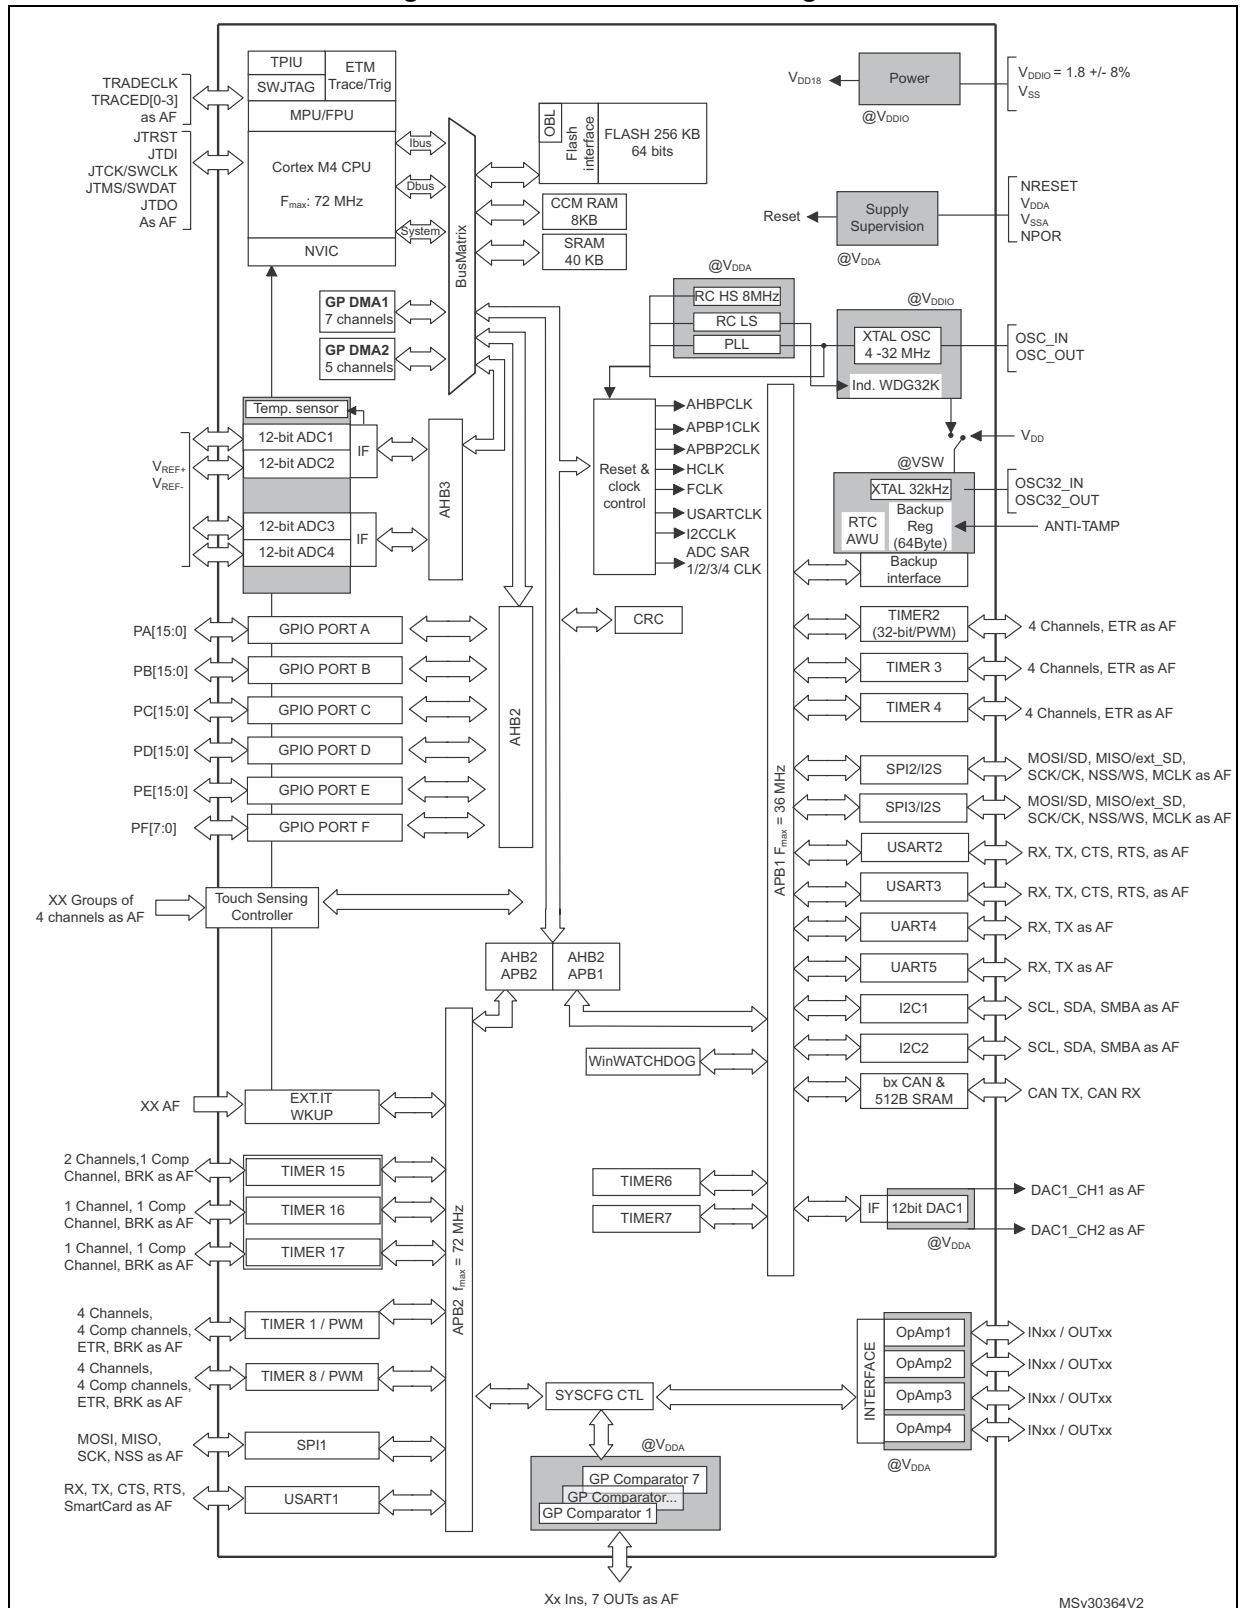 TPIU
SWJTAG
ETM
Trace/Trig
MPU/FPU
Cortex M4 CPU
Fmax: 72 MHz
NVIC
TRADECLK
TRACED[0-3]
as AF
JTRST
JTDI
JTCK/SWCLK
JTMS/SWDAT
JTDO
As AF
Ibus
Dbus
System
BusMatrix
OBL
Flash
interface
FLASH 256 KB
64 bits
CCM RAM
8KB
SRAM
40 KB
VDD18
Power
VDDIO = 1.8 +/- 8%
VSS
@VDDIO
Reset
Supply
Supervision
NRESET
VDDA
VSSA
NPOR
@VDDA
GP DMA1
7 channels
GP DMA2
5 channels
@VDDA
RC HS 8MHz
RC LS
PLL
@VDDIO
XTAL OSC
4 -32 MHz
Ind. WDG32K
OSC_IN
OSC_OUT
VDD
@VSW
XTAL 32kHz
RTC
AWU
Backup
Reg
(64Byte)
Backup
interface
OSC32_IN
OSC32_OUT
ANTI-TAMP
Reset &
clock
control
AHBPCLK
APBP1CLK
APBP2CLK
HCLK
FCLK
USARTCLK
I2CCLK
ADC SAR
1/2/3/4 CLK
Temp. sensor
12-bit ADC1
12-bit ADC2
IF
VREF+
VREF-
12-bit ADC3
12-bit ADC4
IF
AHB3
CRC
PA[15:0]
GPIO PORT A
PB[15:0]
GPIO PORT B
PC[15:0]
GPIO PORT C
PD[15:0]
GPIO PORT D
PE[15:0]
GPIO PORT E
PF[7:0]
GPIO PORT F
AHB2
XX Groups of
4 channels as AF
Touch Sensing
Controller
AHB2
APB2
AHB2
APB1
APB1 Fmax = 36 MHz
TIMER2
(32-bit/PWM)
4 Channels, ETR as AF
TIMER 3
4 Channels, ETR as AF
TIMER 4
4 Channels, ETR as AF
SPI2/I2S
MOSI/SD, MISO/ext_SD,
SCK/CK, NSS/WS, MCLK as AF
SPI3/I2S
MOSI/SD, MISO/ext_SD,
SCK/CK, NSS/WS, MCLK as AF
USART2
RX, TX, CTS, RTS, as AF
USART3
RX, TX, CTS, RTS, as AF
UART4
RX, TX as AF
UART5
RX, TX as AF
I2C1
SCL, SDA, SMBA as AF
I2C2
SCL, SDA, SMBA as AF
bx CAN &
512B SRAM
CAN TX, CAN RX
WinWATCHDOG
TIMER6
TIMER7
IF
12bit DAC1
DAC1_CH1 as AF
DAC1_CH2 as AF
@VDDA
XX AF
EXT.IT
WKUP
2 Channels,1 Comp
Channel, BRK as AF
TIMER 15
1 Channel, 1 Comp
Channel, BRK as AF
TIMER 16
1 Channel, 1 Comp
Channel, BRK as AF
TIMER 17
4 Channels,
4 Comp channels,
ETR, BRK as AF
TIMER 1 / PWM
4 Channels,
4 Comp channels,
ETR, BRK as AF
TIMER 8 / PWM
MOSI, MISO,
SCK, NSS as AF
SPI1
RX, TX, CTS, RTS,
SmartCard as AF
USART1
APB2 fmax = 72 MHz
SYSCFG CTL
INTERFACE
OpAmp1
INxx / OUTxx
OpAmp2
INxx / OUTxx
OpAmp3
INxx / OUTxx
OpAmp4
INxx / OUTxx
@VDDA
@VDDA
GP Comparator 7
GP Comparator...
GP Comparator 1
Xx Ins, 7 OUTs as AF
MSv30364V2